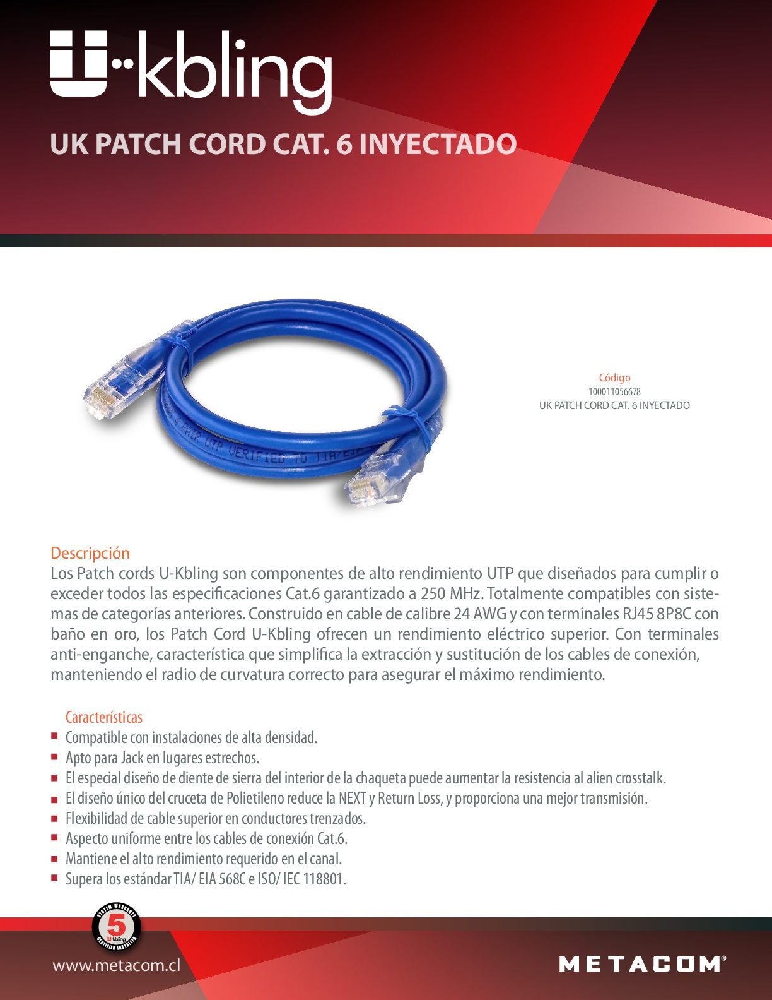 U·kbling
UK PATCH CORD CAT. 6 INYECTADO
Código
100011056678
UK PATCH CORD CAT. 6 INYECTADO
4 PAIR UTP VERIFIED TO TIA/EIA
Descripción
Los Patch cords U-Kbling son componentes de alto rendimiento UTP que diseñados para cumplir o
exceder todos las especificaciones Cat.6 garantizado a 250 MHz. Totalmente compatibles con siste-
mas de categorías anteriores. Construido en cable de calibre 24 AWG y con terminales RJ45 8P8C con
baño en oro, los Patch Cord U-Kbling ofrecen un rendimiento eléctrico superior. Con terminales
anti-enganche, característica que simplifica la extracción y sustitución de los cables de conexión,
manteniendo el radio de curvatura correcto para asegurar el máximo rendimiento.
Características
Compatible con instalaciones de alta densidad.
Apto para Jack en lugares estrechos.
El especial diseño de diente de sierra del interior de la chaqueta puede aumentar la resistencia al alien crosstalk.
El diseño único del cruceta de Polietileno reduce la NEXT y Return Loss, y proporciona una mejor transmisión.
Flexibilidad de cable superior en conductores trenzados.
Aspecto uniforme entre los cables de conexión Cat.6.
Mantiene el alto rendimiento requerido en el canal.
Supera los estándar TIA/ EIA 568C e ISO/ IEC 118801.
SYSTEM WARRANTY
5
U-kbling
CERTIFIED INSTALLER
www.metacom.cl
METACOM®